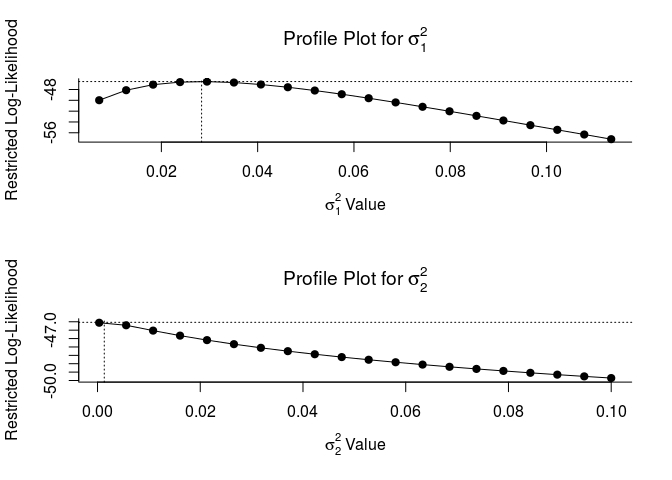 Profile Plot for σ₁²
Restricted Log-Likelihood
-48
-56
0.02 0.04 0.06 0.08 0.10
σ₁² Value
Profile Plot for σ₂²
Restricted Log-Likelihood
-47.0
-50.0
0.00 0.02 0.04 0.06 0.08 0.10
σ₂² Value